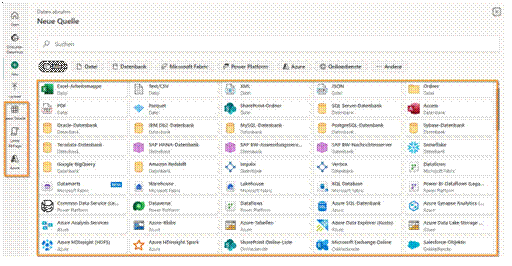 Daten abrufen
Neue Quelle
Suchen
Datei
Datenbank
Microsoft Fabric
Power Platform
Azure
Onlinedienste
Andere
Excel-Arbeitsmappe
Datei
Text/CSV
Datei
XML
Datei
JSON
Datei
Ordner
Datei
PDF
Datei
Parquet
Datei
SharePoint-Ordner
Datei
SQL Server-Datenbank
Datenbank
Access
Datenbank
Oracle-Datenbank
Datenbank
IBM Db2-Datenbank
Datenbank
MySQL-Datenbank
Datenbank
PostgreSQL-Datenbank
Datenbank
Sybase-Datenbank
Datenbank
Teradata-Datenbank
Datenbank
SAP HANA-Datenbank
Datenbank
SAP BW-Anwendungsserver...
Datenbank
SAP BW-Nachrichtenserver
Datenbank
Snowflake
Datenbank
Google BigQuery
Datenbank
Amazon Redshift
Datenbank
Impala
Datenbank
Vertica
Datenbank
Dataflows
Microsoft Fabric
Datamarts
Microsoft Fabric
Warehouse
Microsoft Fabric
Lakehouse
Microsoft Fabric
KQL Database
Microsoft Fabric
Power BI-Dataflows (Lega...
Power Platform
Common Data Service (Le...
Power Platform
Dataverse
Power Platform
Dataflows
Power Platform
Azure SQL-Datenbank
Azure
Azure Synapse Analytics (...
Azure
Azure Analysis Services
Azure
Azure-Blobs
Azure
Azure-Tabellen
Azure
Azure Data Explorer (Kusto)
Azure
Azure Data Lake Storage ...
Azure
Azure HDInsight (HDFS)
Azure
Azure HDInsight Spark
Azure
SharePoint Online-Liste
Onlinedienste
Microsoft Exchange Online
Onlinedienste
Salesforce-Objekte
Onlinedienste